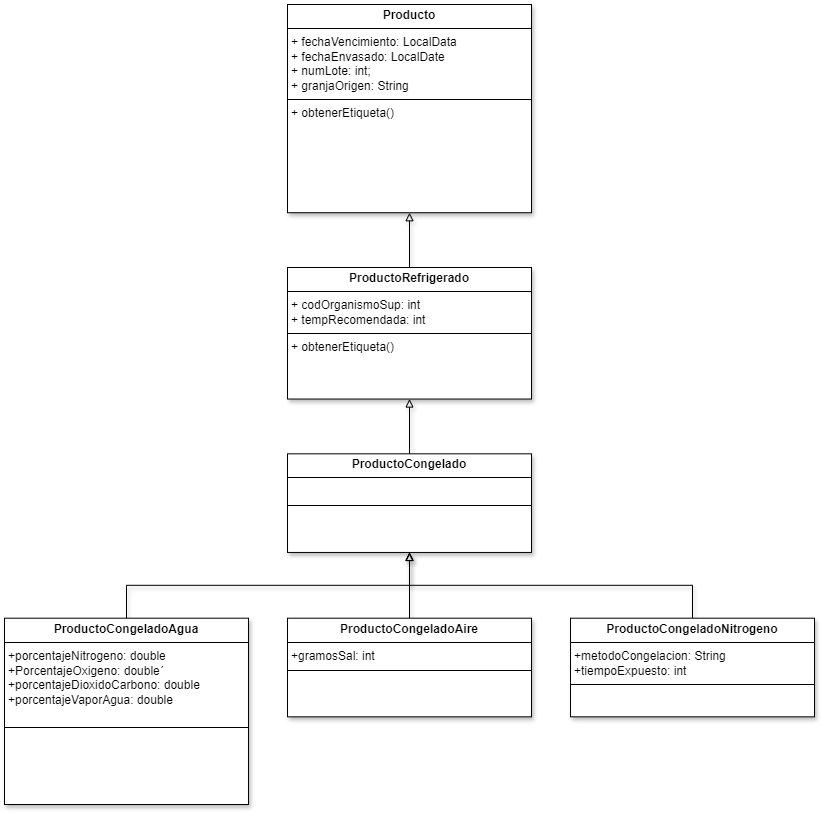 Producto
+ fechaVencimiento: LocalData
+ fechaEnvasado: LocalDate
+ numLote: int;
+ granjaOrigen: String
+ obtenerEtiqueta()
ProductoRefrigerado
+ codOrganismoSup: int
+ tempRecomendada: int
+ obtenerEtiqueta()
ProductoCongelado
ProductoCongeladoAgua
+porcentajeNitrogeno: double
+PorcentajeOxigeno: double´
+porcentajeDioxidoCarbono: double
+porcentajeVaporAgua: double
ProductoCongeladoAire
+gramosSal: int
ProductoCongeladoNitrogeno
+metodoCongelacion: String
+tiempoExpuesto: int